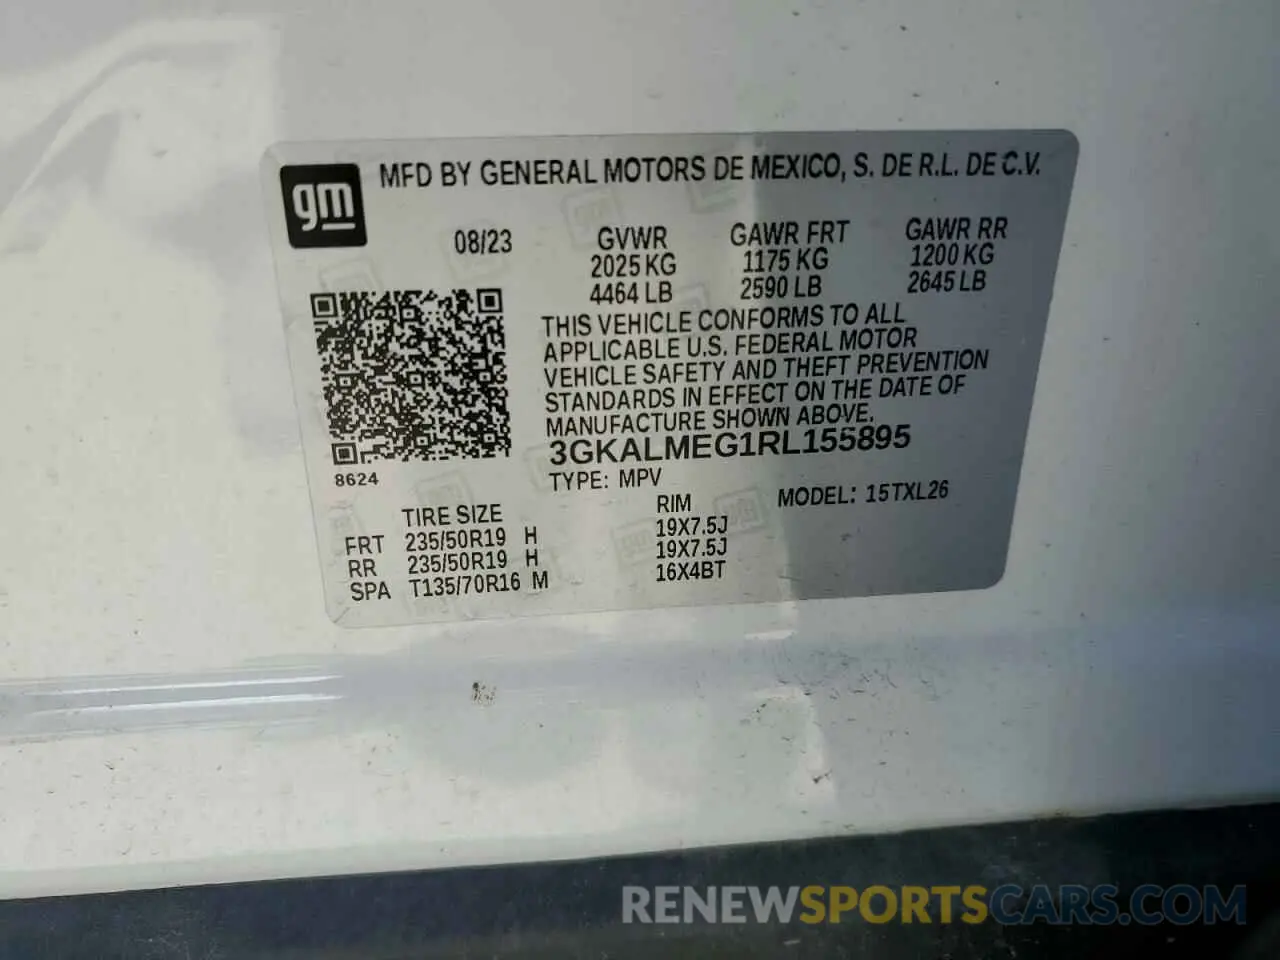 gm
MFD BY GENERAL MOTORS DE MEXICO, S. DE R.L. DE C.V.
08/23 GVWR GAWR FRT GAWR RR
2025 KG 1175 KG 1200 KG
4464 LB 2590 LB 2645 LB
THIS VEHICLE CONFORMS TO ALL
APPLICABLE U.S. FEDERAL MOTOR
VEHICLE SAFETY AND THEFT PREVENTION
STANDARDS IN EFFECT ON THE DATE OF
MANUFACTURE SHOWN ABOVE.
3GKALMEG1RL155895
8624
TYPE: MPV MODEL: 15TXL26
TIRE SIZE RIM
FRT 235/50R19 H 19X7.5J
RR 235/50R19 H 19X7.5J
SPA T135/70R16 M 16X4BT
RENEWSPORTSCARS.COM